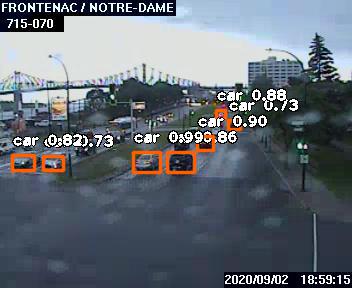 FRONTENAC / NOTRE-DAME
715-070
car 0.88
car 0.73
car 0.90
car 0.82
0.73
car 0.99
0.86
2020/09/02 18:59:15